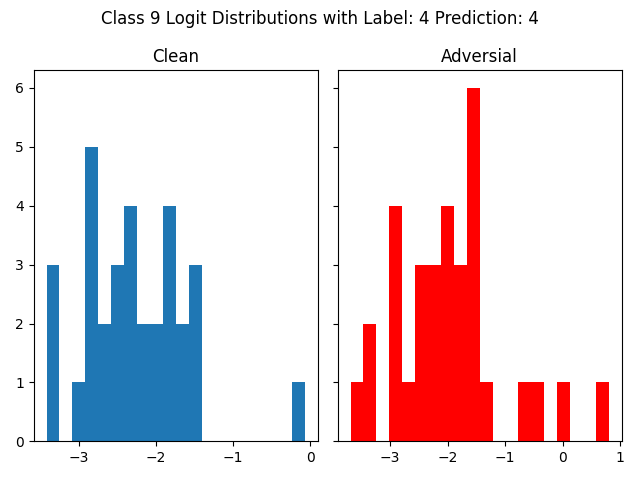 Class 9 Logit Distributions with Label: 4 Prediction: 4
Clean
Adversial
6
5
4
3
2
1
0
−3 −2 −1 0
−3 −2 −1 0 1